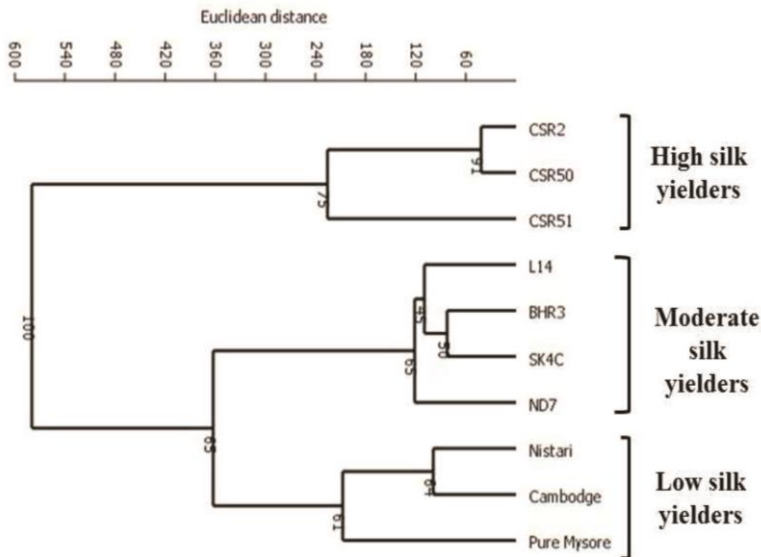 Euclidean distance
600 540 480 420 360 300 240 180 120 60
CSR2
91
CSR50
High silk
yielders
75
CSR51
L14
45
BHR3
50
SK4C
65
ND7
Moderate
silk
yielders
100
65
Nistari
64
Cambodge
61
Pure Mysore
Low silk
yielders